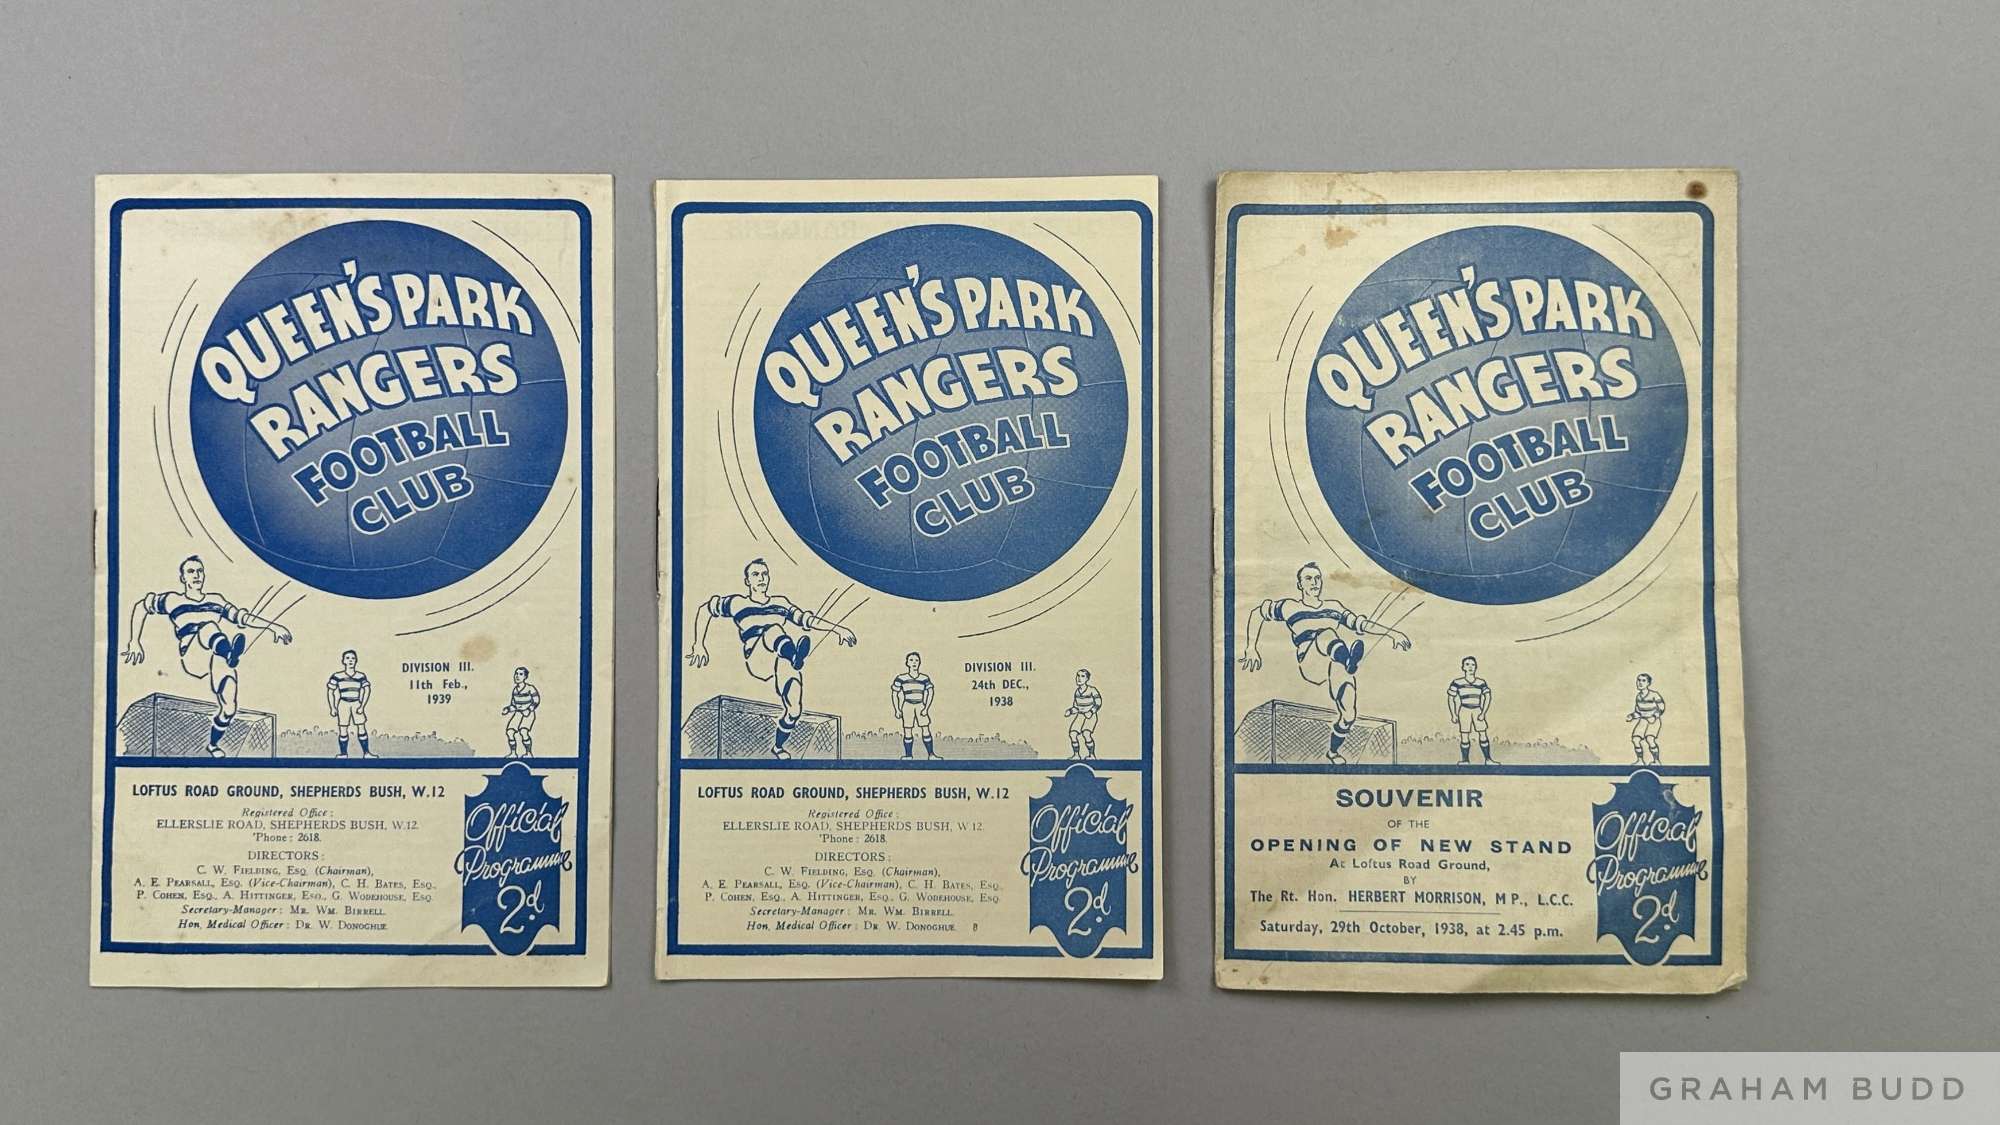 QUEEN'S PARK
RANGERS
FOOTBALL
CLUB
DIVISION III.
11th Feb.,
1939
LOFTUS ROAD GROUND, SHEPHERDS BUSH, W.12
Registered Office :
ELLERSLIE ROAD, SHEPHERDS BUSH, W.12.
'Phone : 2618.
DIRECTORS :
C. W. FIELDING, ESQ. (Chairman),
A. E. PEARSALL, ESQ. (Vice-Chairman), C. H. BATES, ESQ.,
P. COHEN, ESQ., A. HITTINGER, ESQ., G. WODEHOUSE, ESQ.
Secretary-Manager : MR. WM. BIRRELL.
Hon. Medical Officer : DR. W. DONOGHUE.
Official
Programme
2d.
QUEEN'S PARK
RANGERS
FOOTBALL
CLUB
DIVISION III.
24th DEC.,
1938
LOFTUS ROAD GROUND, SHEPHERDS BUSH, W.12
Registered Office :
ELLERSLIE ROAD, SHEPHERDS BUSH, W 12.
'Phone : 2618.
DIRECTORS :
C. W. FIELDING, ESQ. (Chairman),
A. E. PEARSALL, ESQ. (Vice-Chairman), C. H. BATES, ESQ.,
P. COHEN, ESQ., A. HITTINGER, ESQ., G. WODEHOUSE, ESQ.
Secretary-Manager : MR. WM. BIRRELL.
Hon. Medical Officer : DR. W. DONOGHUE. 8
Official
Programme
2d.
QUEEN'S PARK
RANGERS
FOOTBALL
CLUB
SOUVENIR
OF THE
OPENING OF NEW STAND
At Loftus Road Ground,
BY
The Rt. Hon. HERBERT MORRISON, M P., L.C.C.
Saturday, 29th October, 1938, at 2.45 p.m.
Official
Programme
2d.
GRAHAM BUDD